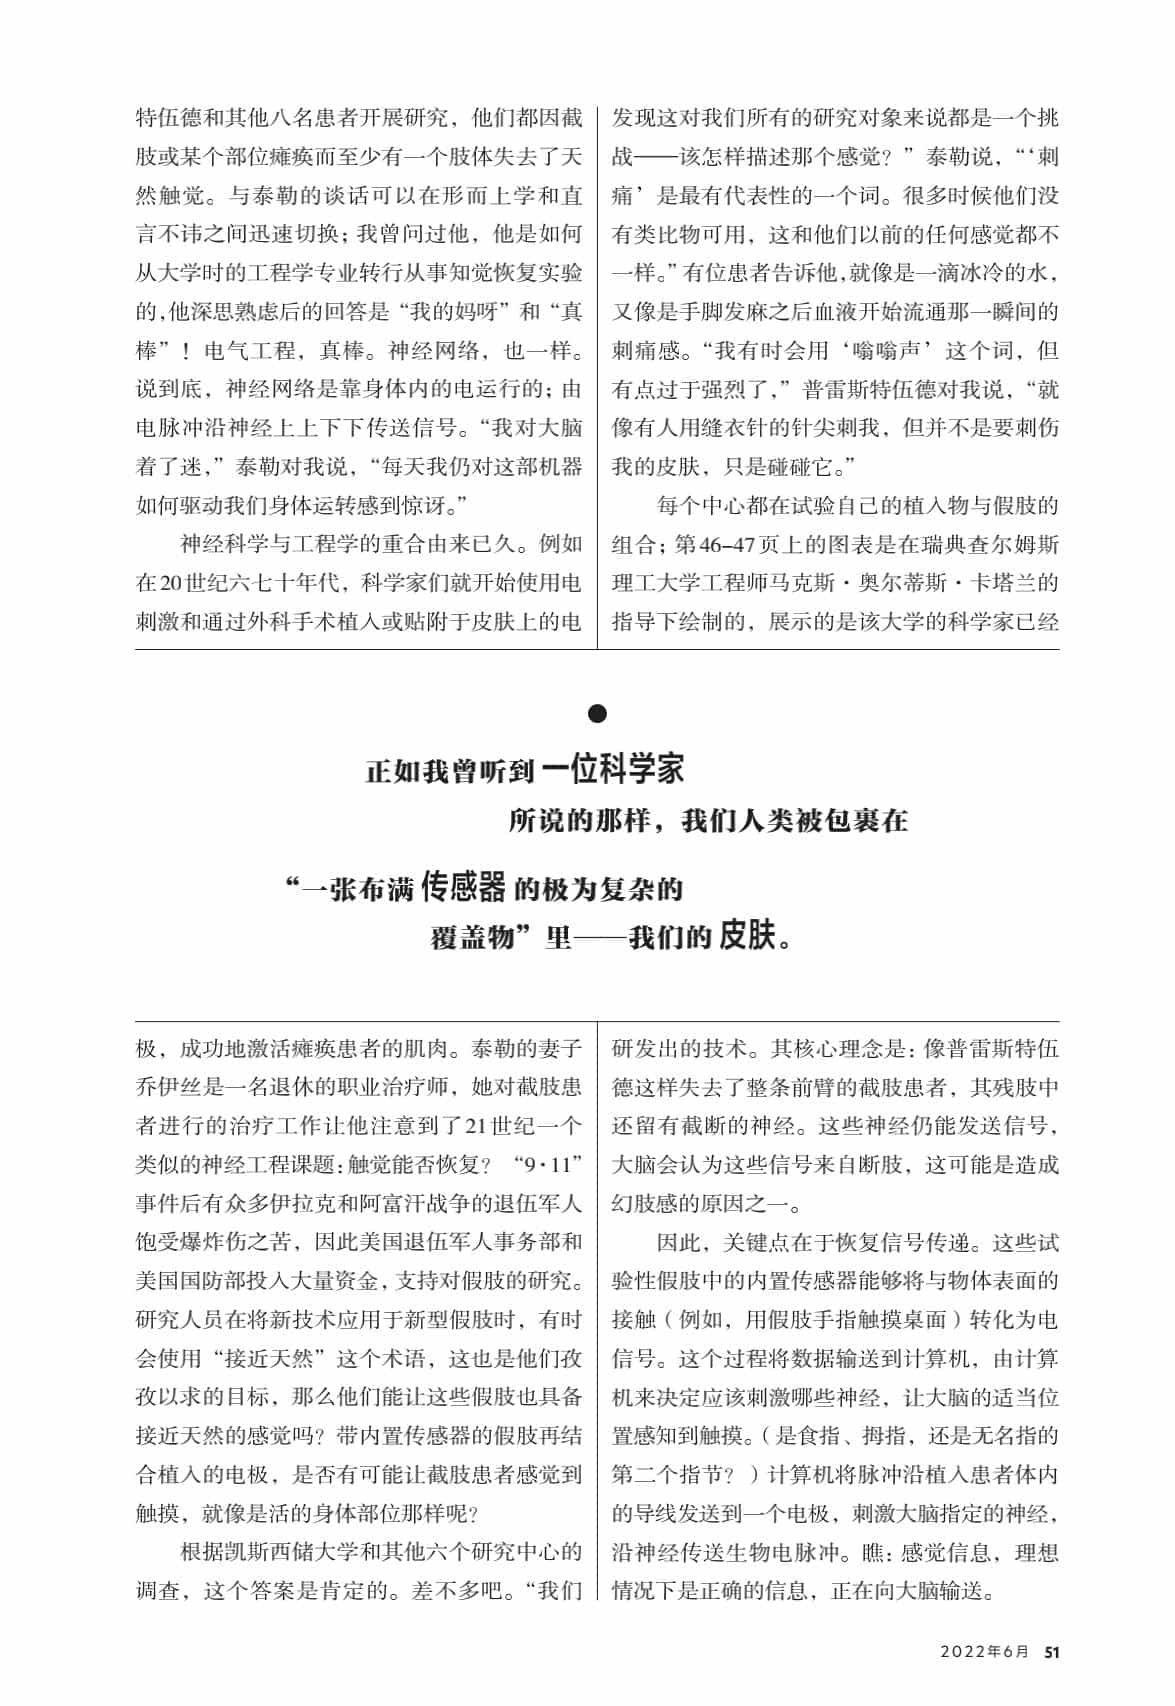 特伍德和其他八名患者开展研究，他们都因截
肢或某个部位瘫痪而至少有一个肢体失去了天
然触觉。与泰勒的谈话可以在形而上学和直
言不讳之间迅速切换；我曾问过他，他是如何
从大学时的工程学专业转行从事知觉恢复实验
的，他深思熟虑后的回答是“我的妈呀”和“真
棒”！电气工程，真棒。神经网络，也一样。
说到底，神经网络是靠身体内的电运行的；由
电脉冲沿神经上上下下传送信号。“我对大脑
着了迷，”泰勒对我说，“每天我仍对这部机器
如何驱动我们身体运转感到惊讶。”
神经科学与工程学的重合由来已久。例如
在20世纪六七十年代，科学家们就开始使用电
刺激和通过外科手术植入或贴附于皮肤上的电
极，成功地激活瘫痪患者的肌肉。泰勒的妻子
乔伊丝是一名退休的职业治疗师，她对截肢患
者进行的治疗工作让他注意到了21世纪一个
类似的神经工程课题：触觉能否恢复？“9·11”
事件后有众多伊拉克和阿富汗战争的退伍军人
饱受爆炸伤之苦，因此美国退伍军人事务部和
美国国防部投入大量资金，支持对假肢的研究。
研究人员在将新技术应用于新型假肢时，有时
会使用“接近天然”这个术语，这也是他们孜
孜以求的目标，那么他们能让这些假肢也具备
接近天然的感觉吗？带内置传感器的假肢再结
合植入的电极，是否有可能让截肢患者感觉到
触摸，就像是活的身体部位那样呢？
根据凯斯西储大学和其他六个研究中心的
调查，这个答案是肯定的。差不多吧。“我们
发现这对我们所有的研究对象来说都是一个挑
战——该怎样描述那个感觉？”泰勒说，“‘刺
痛’是最有代表性的一个词。很多时候他们没
有类比物可用，这和他们以前的任何感觉都不
一样。”有位患者告诉他，就像是一滴冰冷的水，
又像是手脚发麻之后血液开始流通那一瞬间的
刺痛感。“我有时会用‘嗡嗡声’这个词，但
有点过于强烈了，”普雷斯特伍德对我说，“就
像有人用缝衣针的针尖刺我，但并不是要刺伤
我的皮肤，只是碰碰它。”
每个中心都在试验自己的植入物与假肢的
组合；第46–47页上的图表是在瑞典查尔姆斯
理工大学工程师马克斯·奥尔蒂斯·卡塔兰的
指导下绘制的，展示的是该大学的科学家已经
研发出的技术。其核心理念是：像普雷斯特伍
德这样失去了整条前臂的截肢患者，其残肢中
还留有截断的神经。这些神经仍能发送信号，
大脑会认为这些信号来自断肢，这可能是造成
幻肢感的原因之一。
因此，关键点在于恢复信号传递。这些试
验性假肢中的内置传感器能够将与物体表面的
接触（例如，用假肢手指触摸桌面）转化为电
信号。这个过程将数据输送到计算机，由计算
机来决定应该刺激哪些神经，让大脑的适当位
置感知到触摸。（是食指、拇指，还是无名指的
第二个指节？）计算机将脉冲沿植入患者体内
的导线发送到一个电极，刺激大脑指定的神经，
沿神经传送生物电脉冲。瞧：感觉信息，理想
情况下是正确的信息，正在向大脑输送。
正如我曾听到一位科学家
所说的那样，我们人类被包裹在
“一张布满传感器的极为复杂的
覆盖物”里——我们的皮肤。
2022年6月 51